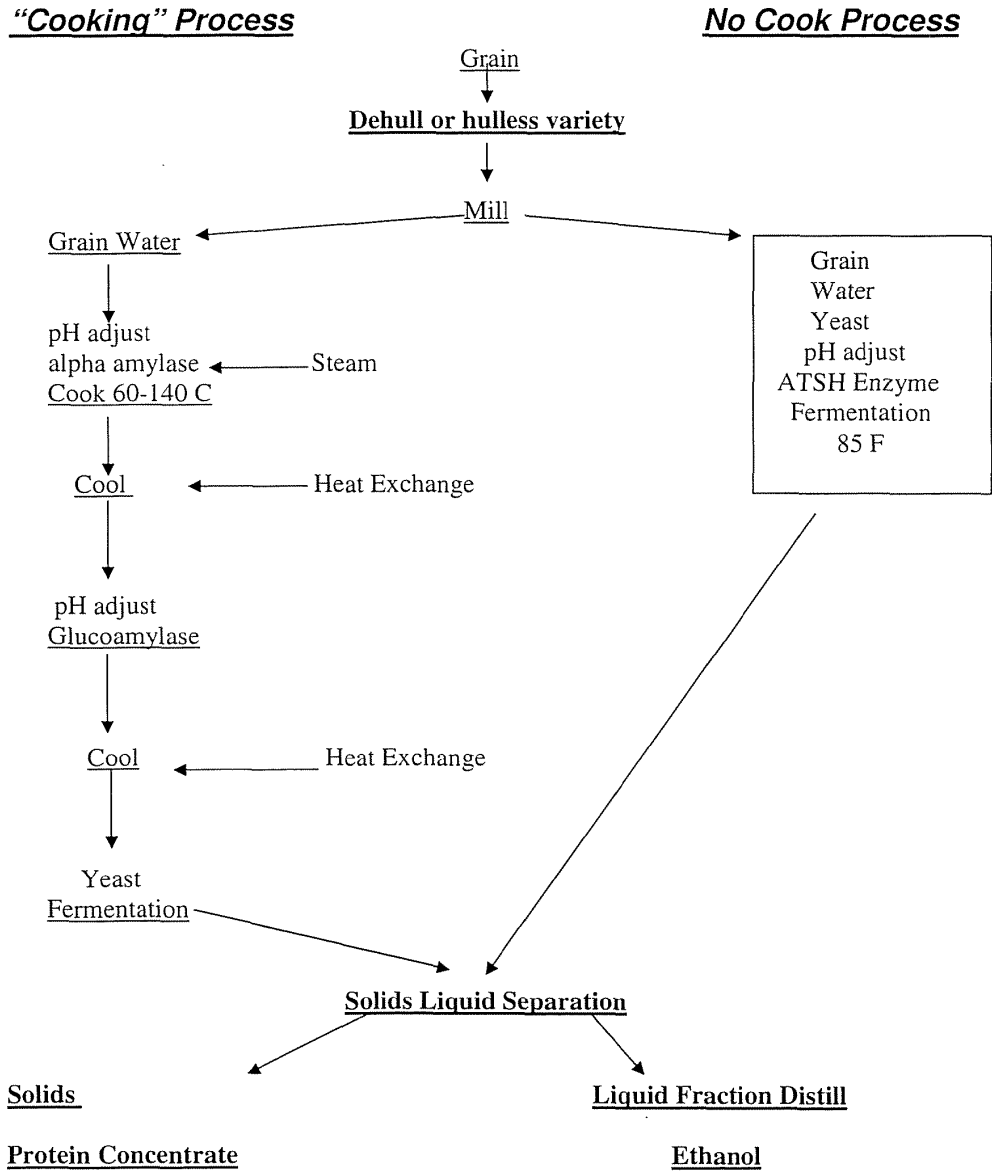 “Cooking” Process
No Cook Process
Grain
Dehull or hulless variety
Mill
Grain Water
pH adjust
alpha amylase
Cook 60-140 C
Steam
Cool
Heat Exchange
pH adjust
Glucoamylase
Cool
Heat Exchange
Yeast
Fermentation
Grain
Water
Yeast
pH adjust
ATSH Enzyme
Fermentation
85 F
Solids Liquid Separation
Solids
Liquid Fraction Distill
Protein Concentrate
Ethanol